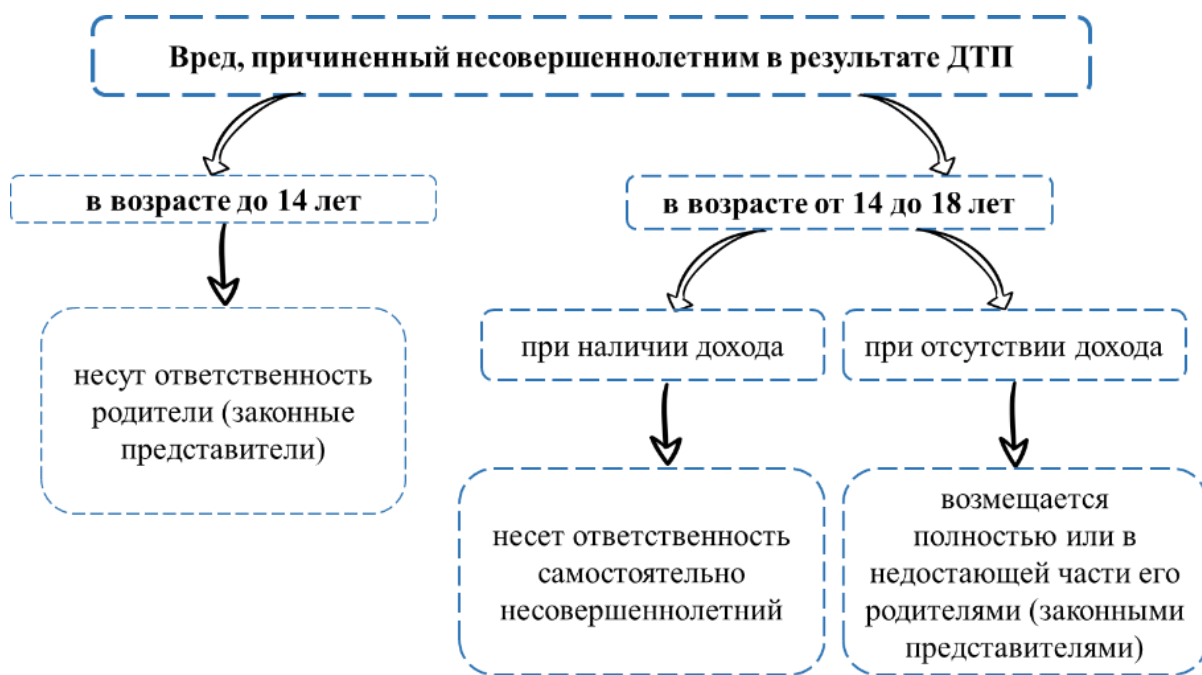 Вред, причиненный несовершеннолетним в результате ДТП
в возрасте до 14 лет
в возрасте от 14 до 18 лет
несут ответственность
родители (законные
представители)
при наличии дохода
при отсутствии дохода
несет ответственность
самостоятельно
несовершеннолетний
возмещается
полностью или в
недостающей части его
родителями (законными
представителями)